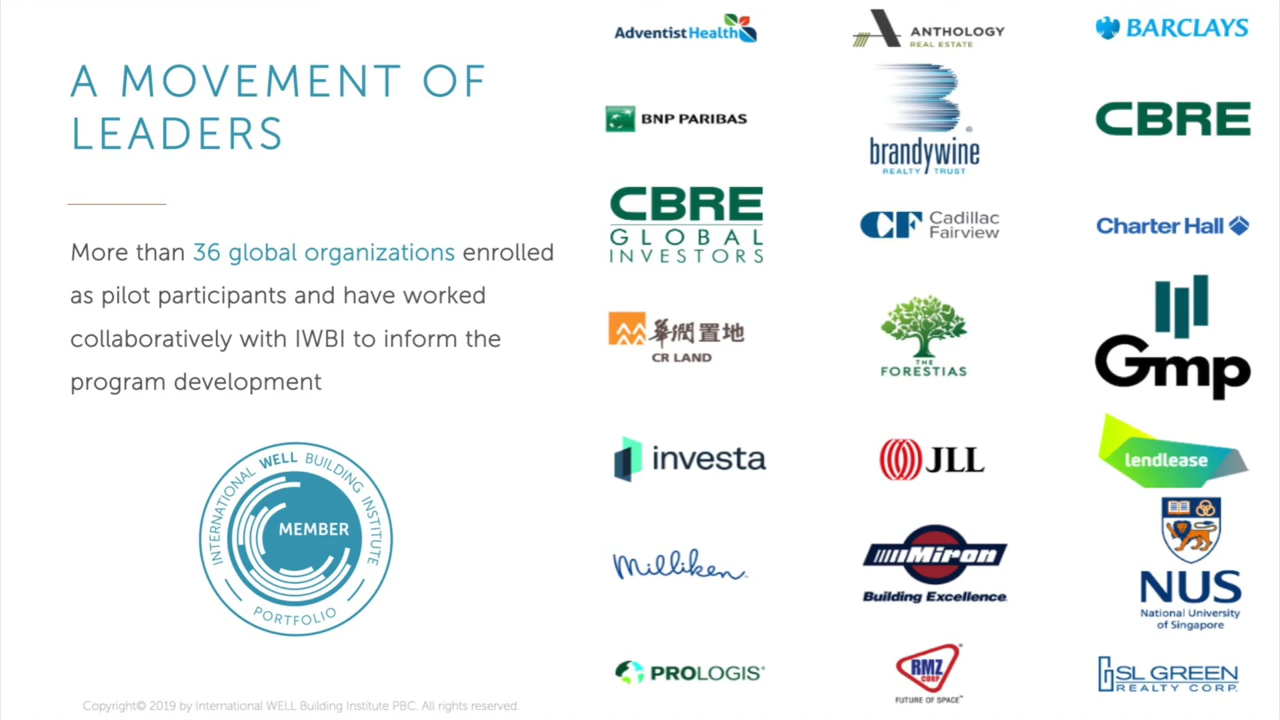 A MOVEMENT OF
LEADERS
More than 36 global organizations enrolled
as pilot participants and have worked
collaboratively with IWBI to inform the
program development
INTERNATIONAL WELL BUILDING INSTITUTE
MEMBER
PORTFOLIO
Copyright© 2019 by International WELL Building Institute PBC. All rights reserved.
Adventist Health
ANTHOLOGY
REAL ESTATE
BARCLAYS
BNP PARIBAS
brandywine®
REALTY TRUST
CBRE
CBRE
GLOBAL
INVESTORS
CF Cadillac
Fairview
Charter Hall
華潤置地
CR LAND
THE
FORESTIAS
Gmp
investa
JLL
lendlease
Milliken™
Miron
Building Excellence
NUS
National University
of Singapore
PROLOGIS®
RMZ
CORP
FUTURE OF SPACE™
SL GREEN
REALTY CORP.